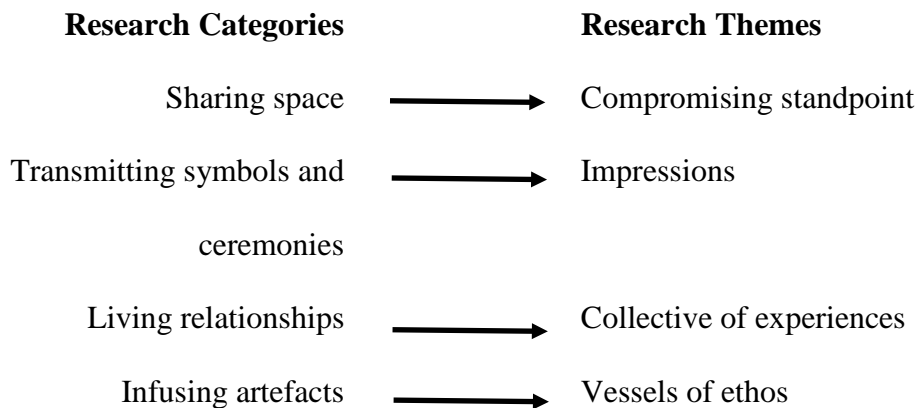 Research Categories Research Themes
Sharing space Compromising standpoint
Transmitting symbols and Impressions
ceremonies
Living relationships Collective of experiences
Infusing artefacts Vessels of ethos